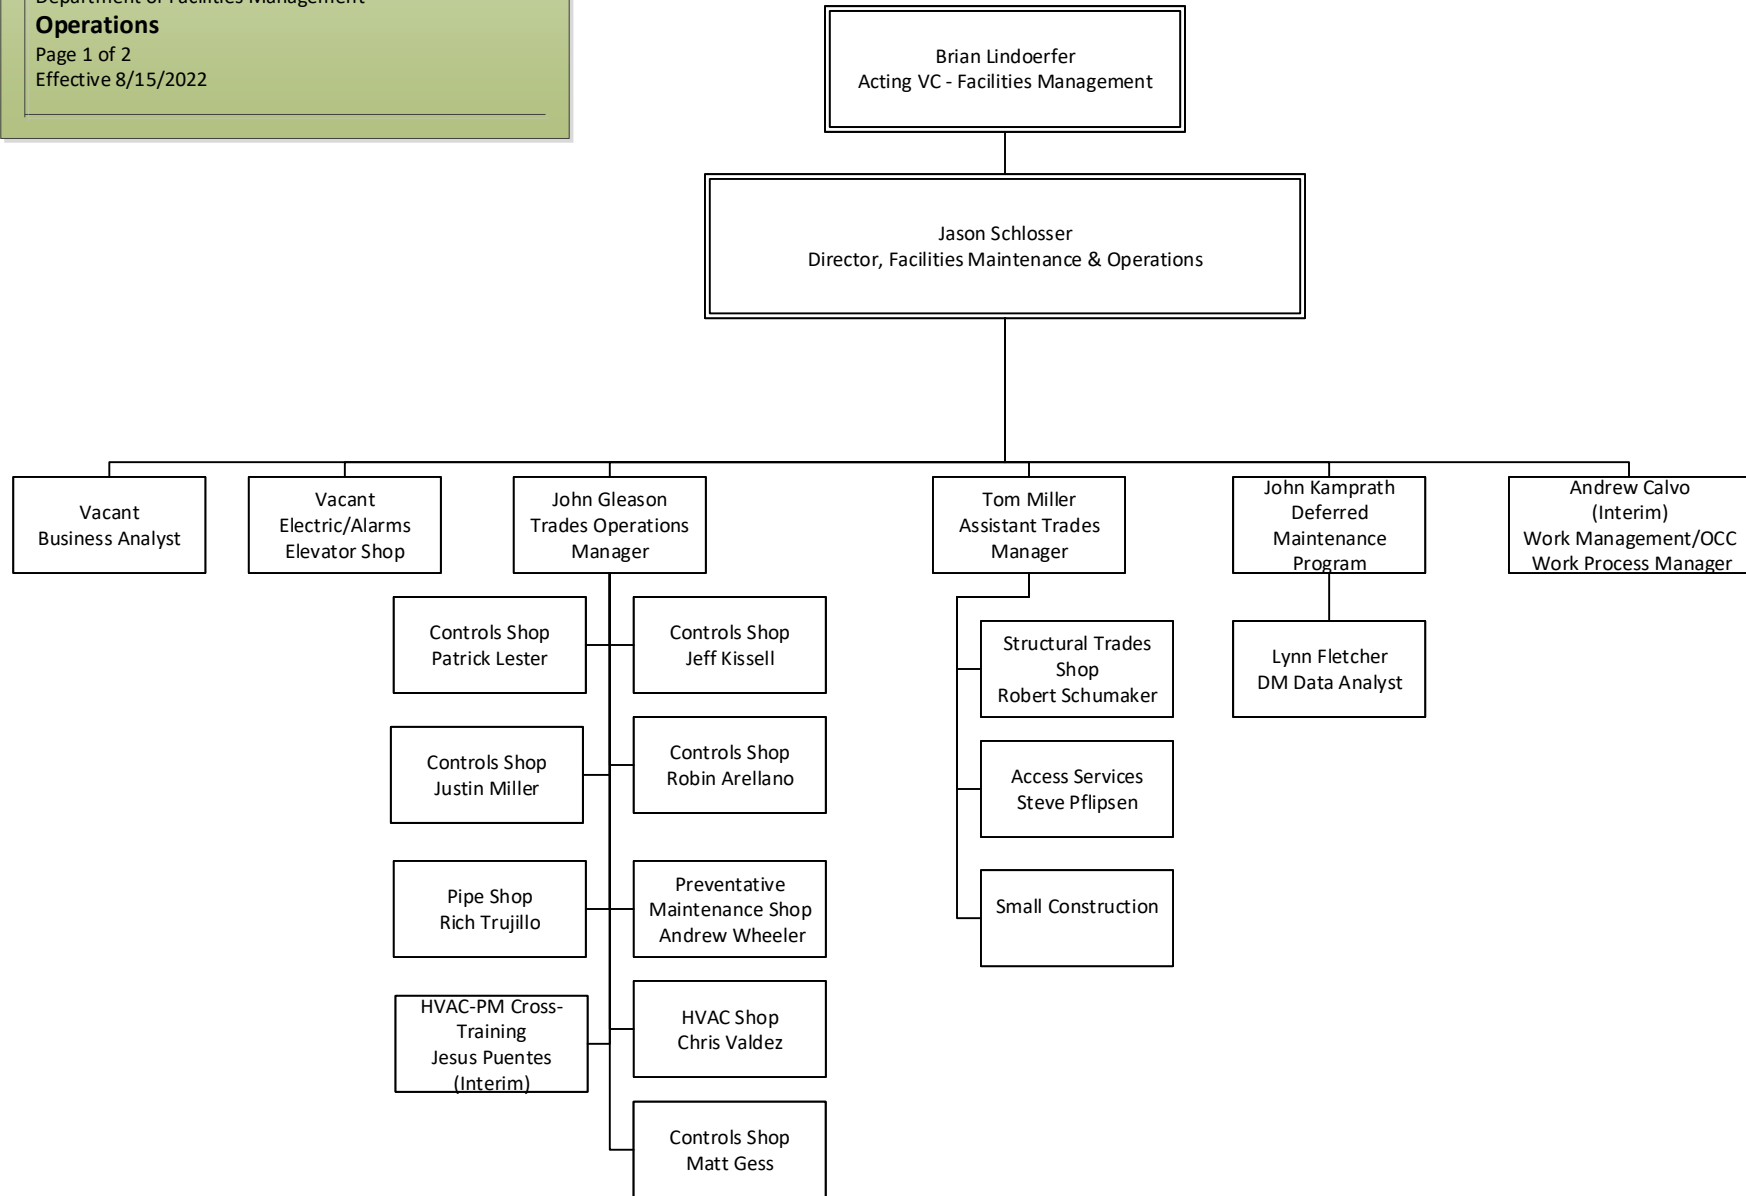 Department of Facilities Management
Operations
Page 1 of 2
Effective 8/15/2022
Brian Lindoerfer
Acting VC - Facilities Management
Jason Schlosser
Director, Facilities Maintenance & Operations
Vacant
Business Analyst
Vacant
Electric/Alarms
Elevator Shop
John Gleason
Trades Operations
Manager
Tom Miller
Assistant Trades
Manager
John Kamprath
Deferred
Maintenance
Program
Andrew Calvo
(Interim)
Work Management/OCC
Work Process Manager
Controls Shop
Patrick Lester
Controls Shop
Jeff Kissell
Controls Shop
Justin Miller
Controls Shop
Robin Arellano
Pipe Shop
Rich Trujillo
Preventative
Maintenance Shop
Andrew Wheeler
HVAC-PM Cross-
Training
Jesus Puentes
(Interim)
HVAC Shop
Chris Valdez
Controls Shop
Matt Gess
Structural Trades
Shop
Robert Schumaker
Access Services
Steve Pflipsen
Small Construction
Lynn Fletcher
DM Data Analyst